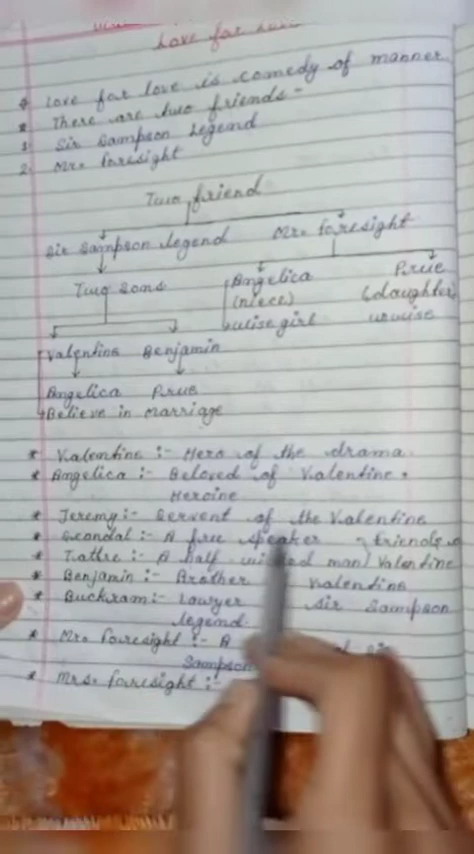 Love for Love
* Love for love is comedy of manner
* There are two friends -
1. Sir Sampson Legend
2. Mr. Foresight
Two friend
Sir Sampson legend Mr. foresight
Two sons Angelica Prue
(niece) (daughter)
wise girl unwise
Valentine Benjamin
Angelica Prue
Believe in marriage
* Valentine :- Hero of the drama
* Angelica :- Beloved of Valentine.
Heroine
* Jeremy :- Servent of the Valentine
* Scandal :- A free speaker friends
* Tattre :- A half man Valentine
* Benjamin :- Brother Valentine
* Buckram :- Lawyer Sir Sampson
legend
* Mr. Foresight :- A
Sampson
* Mrs. foresight :-